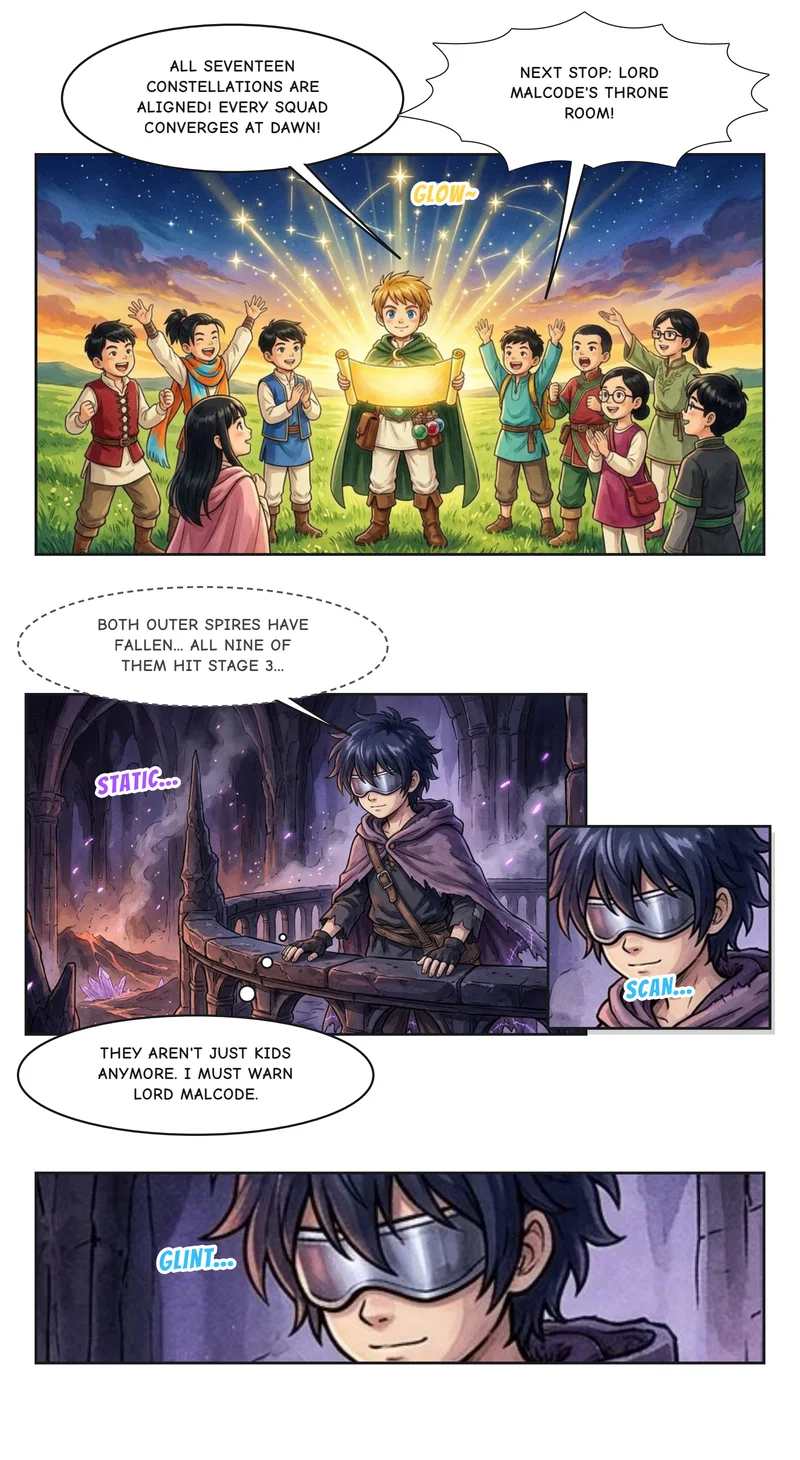 ALL SEVENTEEN
CONSTELLATIONS ARE
ALIGNED! EVERY SQUAD
CONVERGES AT DAWN!
NEXT STOP: LORD
MALCODE'S THRONE
ROOM!
GLOW~
BOTH OUTER SPIRES HAVE
FALLEN... ALL NINE OF
THEM HIT STAGE 3...
STATIC...
SCAN...
THEY AREN'T JUST KIDS
ANYMORE. I MUST WARN
LORD MALCODE.
GLINT...